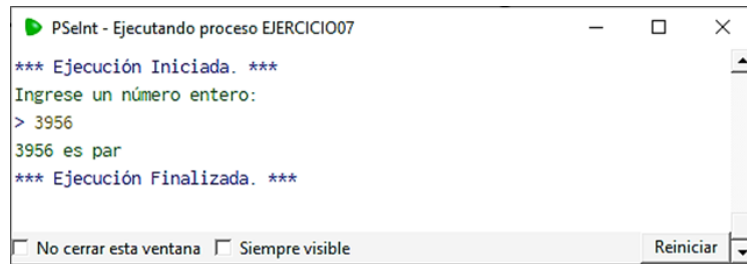 PSeInt - Ejecutando proceso EJERCICIO07
*** Ejecución Iniciada. ***
Ingrese un número entero:
> 3956
3956 es par
*** Ejecución Finalizada. ***
No cerrar esta ventana Siempre visible Reiniciar